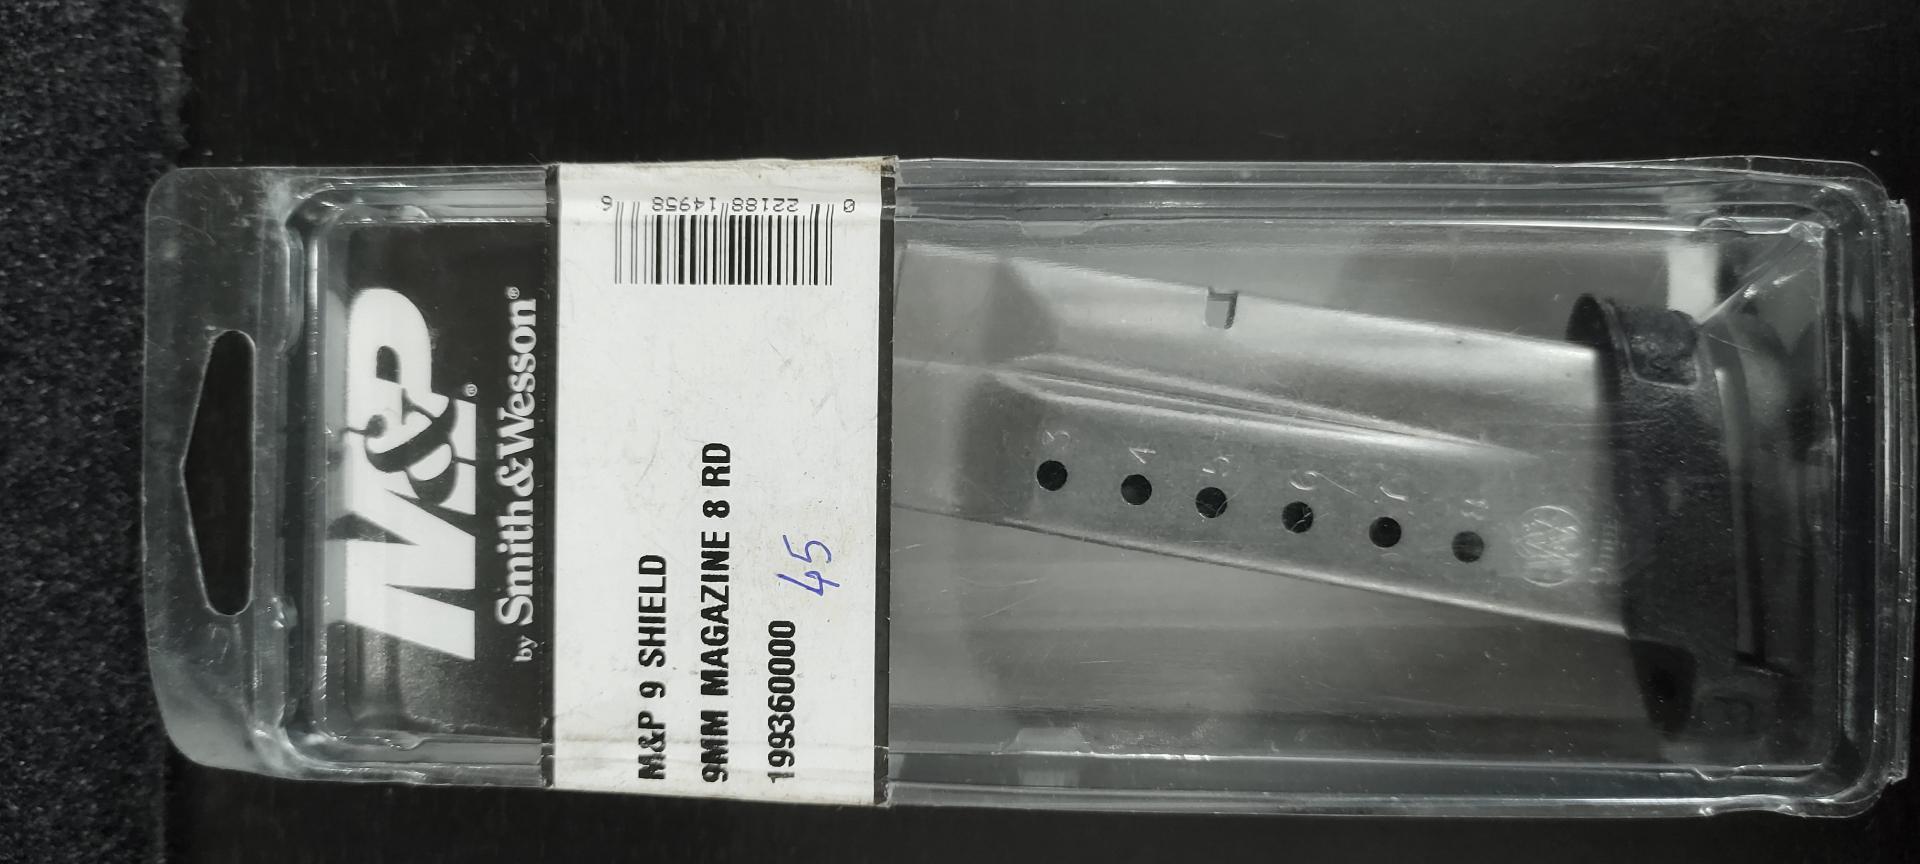 M&P®
by Smith&Wesson®
M&P 9 SHIELD
9MM MAGAZINE 8 RD
199360000
45
0 22188 14958 6
3
4
5
6
7
8